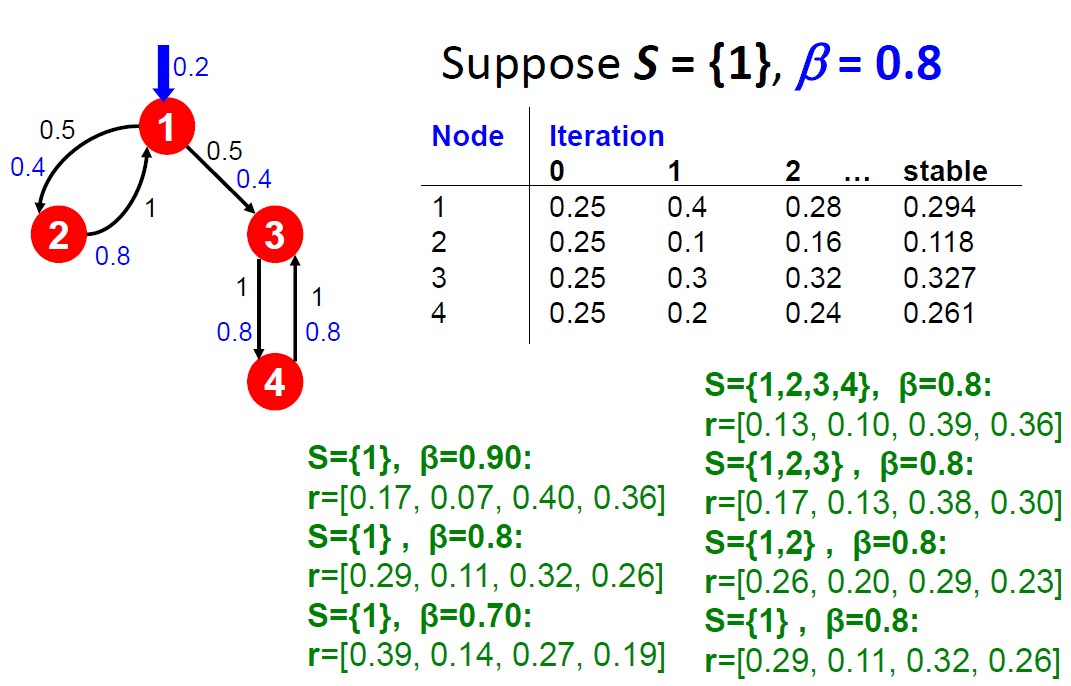 Suppose S = {1}, β = 0.8
0.2
1
0.5
0.4
0.5
0.4
1
0.8
2
3
1
0.8
1
0.8
4
Node Iteration
0 1 2 … stable
1 0.25 0.4 0.28 0.294
2 0.25 0.1 0.16 0.118
3 0.25 0.3 0.32 0.327
4 0.25 0.2 0.24 0.261
S={1}, β=0.90:
r=[0.17, 0.07, 0.40, 0.36]
S={1} , β=0.8:
r=[0.29, 0.11, 0.32, 0.26]
S={1}, β=0.70:
r=[0.39, 0.14, 0.27, 0.19]
S={1,2,3,4}, β=0.8:
r=[0.13, 0.10, 0.39, 0.36]
S={1,2,3} , β=0.8:
r=[0.17, 0.13, 0.38, 0.30]
S={1,2} , β=0.8:
r=[0.26, 0.20, 0.29, 0.23]
S={1} , β=0.8:
r=[0.29, 0.11, 0.32, 0.26]